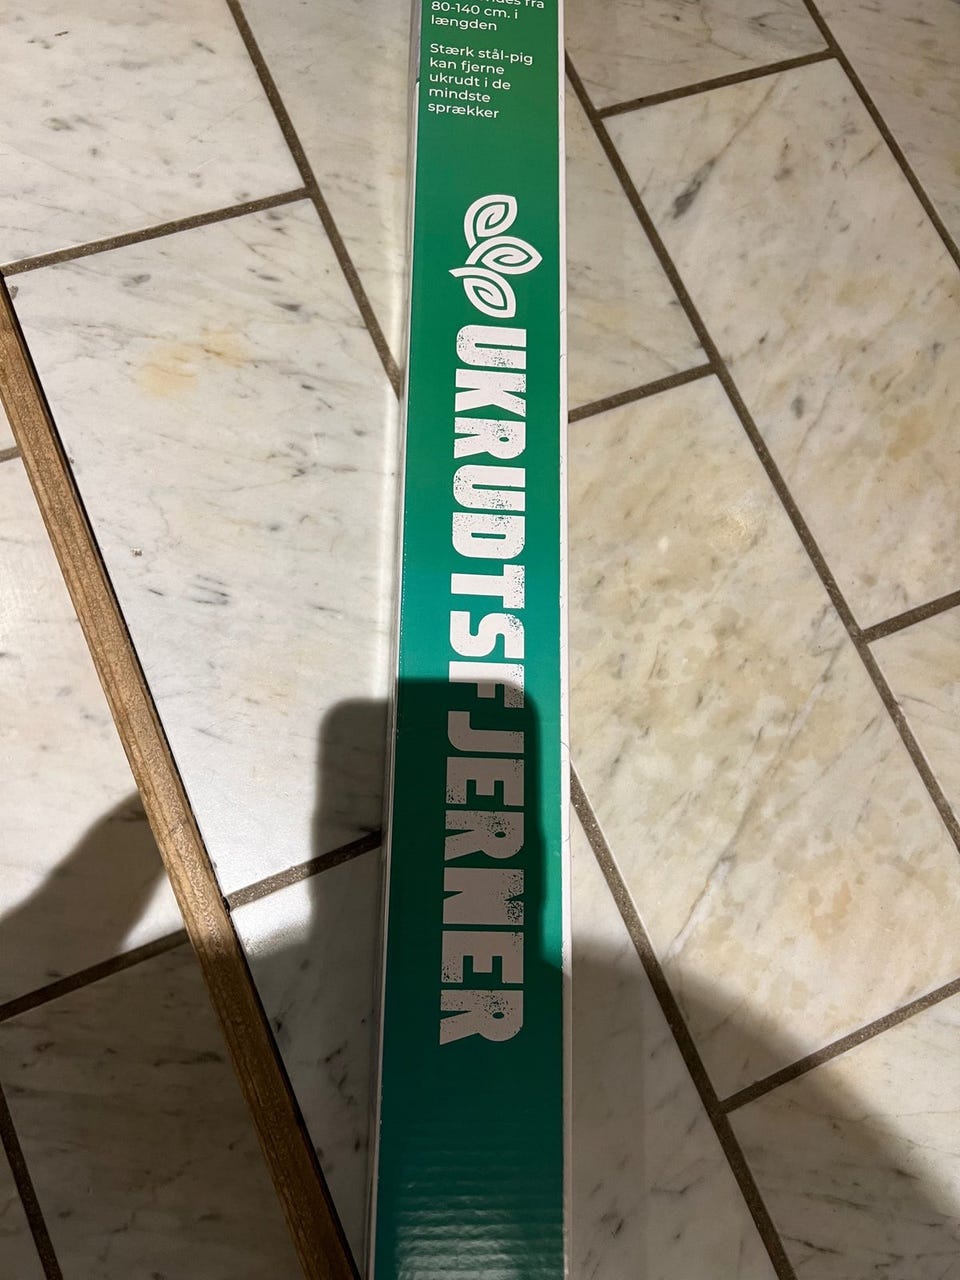 80-140 cm. i
længden
Stærk stål-pig
kan fjerne
ukrudt i de
mindste
sprækker
UKRUDTSFJERNER